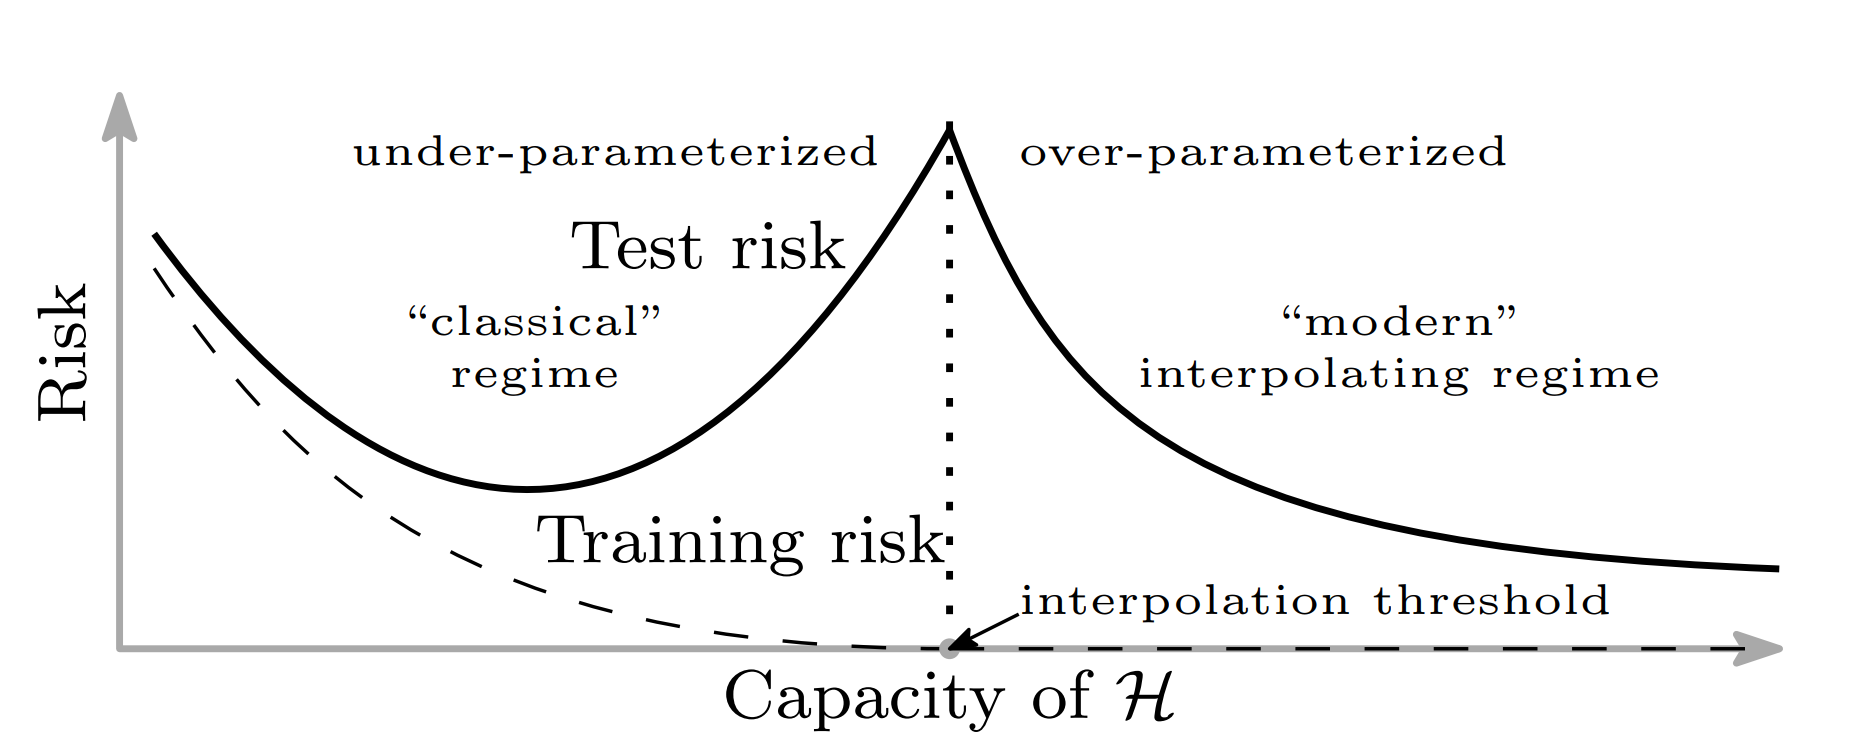 under-parameterized
over-parameterized
Test risk
“classical”
regime
“modern”
interpolating regime
Risk
Training risk
interpolation threshold
Capacity of ℋ